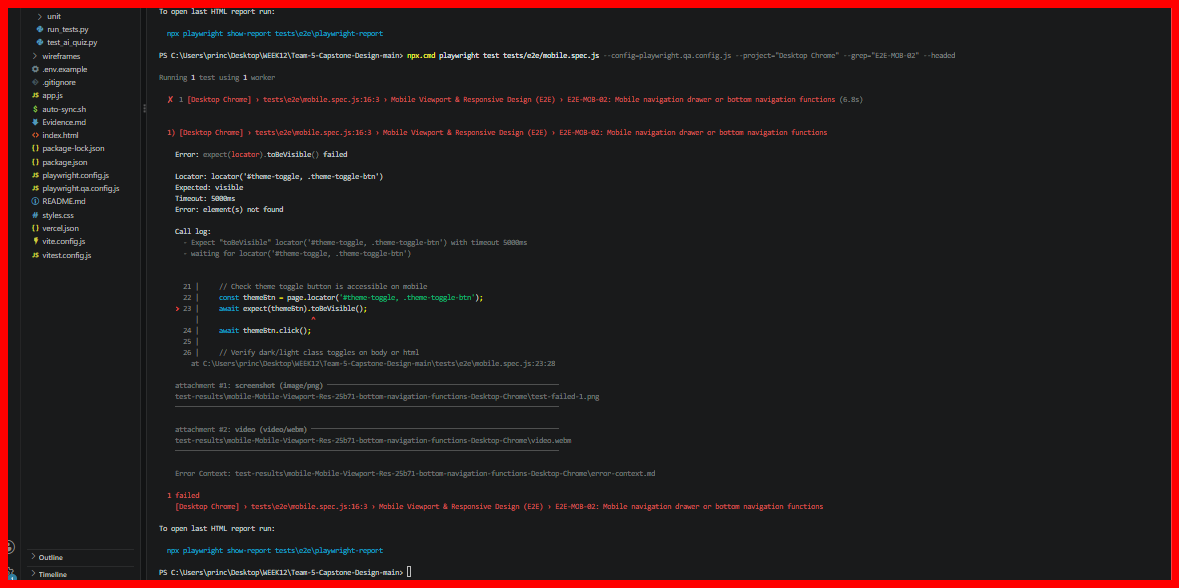 unit
run_tests.py
test_ai_quiz.py
wireframes
.env.example
.gitignore
app.js
auto-sync.sh
Evidence.md
index.html
package-lock.json
package.json
playwright.config.js
playwright.qa.config.js
README.md
styles.css
vercel.json
vite.config.js
vitest.config.js
Outline
Timeline
To open last HTML report run:
npx playwright show-report tests\e2e\playwright-report
PS C:\Users\princ\Desktop\WEEK12\Team-5-Capstone-Design-main> npx.cmd playwright test tests/e2e/mobile.spec.js --config=playwright.qa.config.js --project="Desktop Chrome" --grep="E2E-MOB-02" --headed
Running 1 test using 1 worker
✗ 1 [Desktop Chrome] › tests\e2e\mobile.spec.js:16:3 › Mobile Viewport & Responsive Design (E2E) › E2E-MOB-02: Mobile navigation drawer or bottom navigation functions (6.8s)
1) [Desktop Chrome] › tests\e2e\mobile.spec.js:16:3 › Mobile Viewport & Responsive Design (E2E) › E2E-MOB-02: Mobile navigation drawer or bottom navigation functions
Error: expect(locator).toBeVisible() failed
Locator: locator('#theme-toggle, .theme-toggle-btn')
Expected: visible
Timeout: 5000ms
Error: element(s) not found
Call log:
- Expect "toBeVisible" locator('#theme-toggle, .theme-toggle-btn') with timeout 5000ms
- waiting for locator('#theme-toggle, .theme-toggle-btn')
21 | // Check theme toggle button is accessible on mobile
22 | const themeBtn = page.locator('#theme-toggle, .theme-toggle-btn');
> 23 | await expect(themeBtn).toBeVisible();
| ^
24 | await themeBtn.click();
25 |
26 | // Verify dark/light class toggles on body or html
at C:\Users\princ\Desktop\WEEK12\Team-5-Capstone-Design-main\tests\e2e\mobile.spec.js:23:28
attachment #1: screenshot (image/png)
test-results\mobile-Mobile-Viewport-Res-25b71-bottom-navigation-functions-Desktop-Chrome\test-failed-1.png
attachment #2: video (video/webm)
test-results\mobile-Mobile-Viewport-Res-25b71-bottom-navigation-functions-Desktop-Chrome\video.webm
Error Context: test-results\mobile-Mobile-Viewport-Res-25b71-bottom-navigation-functions-Desktop-Chrome\error-context.md
1 failed
[Desktop Chrome] › tests\e2e\mobile.spec.js:16:3 › Mobile Viewport & Responsive Design (E2E) › E2E-MOB-02: Mobile navigation drawer or bottom navigation functions
To open last HTML report run:
npx playwright show-report tests\e2e\playwright-report
PS C:\Users\princ\Desktop\WEEK12\Team-5-Capstone-Design-main>